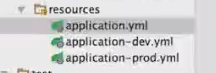 resources
application.yml
application-dev.yml
application-prod.yml